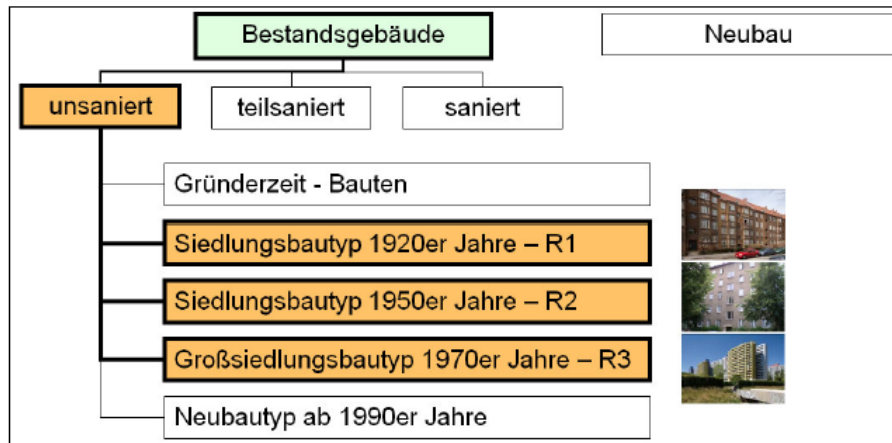 Bestandsgebäude
Neubau
unsaniert
teilsaniert
saniert
Gründerzeit - Bauten
Siedlungsbautyp 1920er Jahre – R1
Siedlungsbautyp 1950er Jahre – R2
Großsiedlungsbautyp 1970er Jahre – R3
Neubautyp ab 1990er Jahre